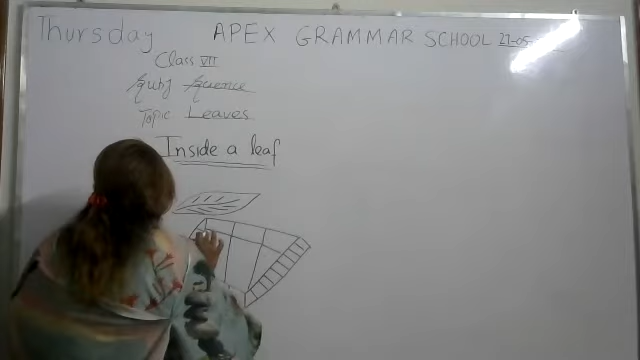 Thursday APEX GRAMMAR SCHOOL
Class VII
Subj Science
Topic Leaves
Inside a leaf